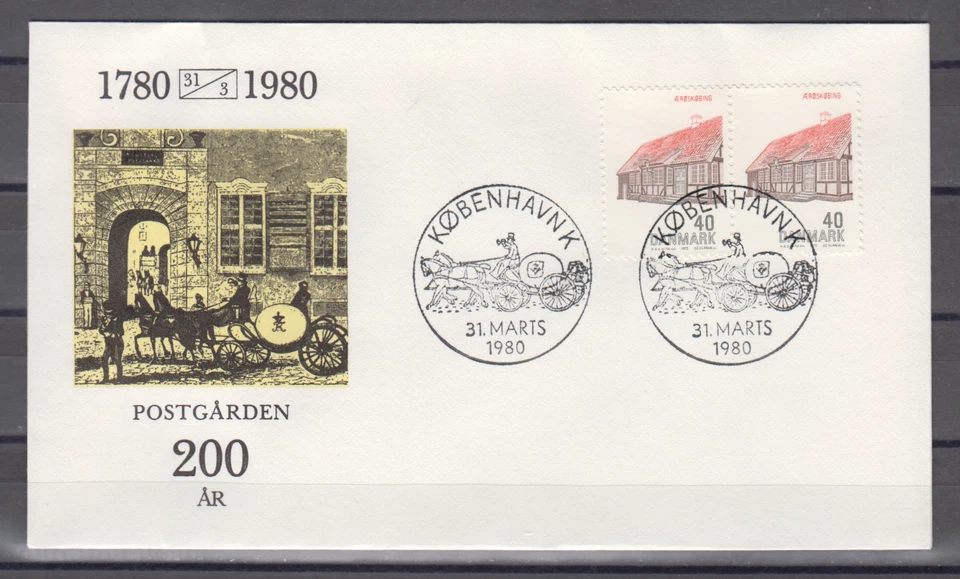 1780 31/3 1980
POSTGÅRDEN
200
ÅR
KØBENHAVN K
31. MARTS
1980
KØBENHAVN K
31. MARTS
1980
ÆRØSKØBING
40
DANMARK
ÆRØSKØBING
40
DANMARK